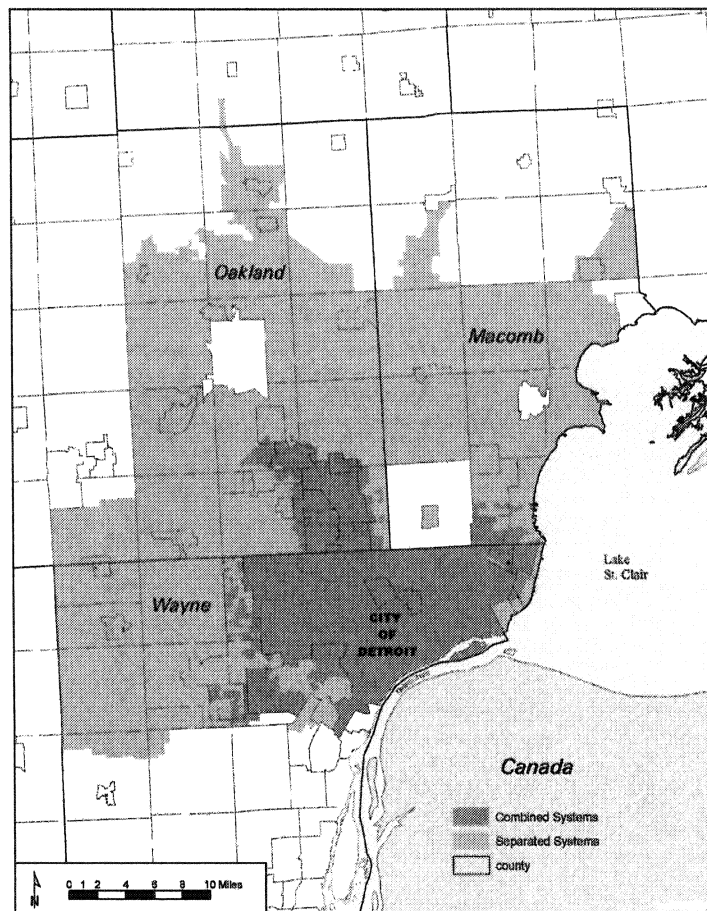 Oakland
Macomb
Lake
St. Clair
Wayne
CITY
OF
DETROIT
Canada
Combined Systems
Separated Systems
county
N
0 1 2 4 6 8 10 Miles